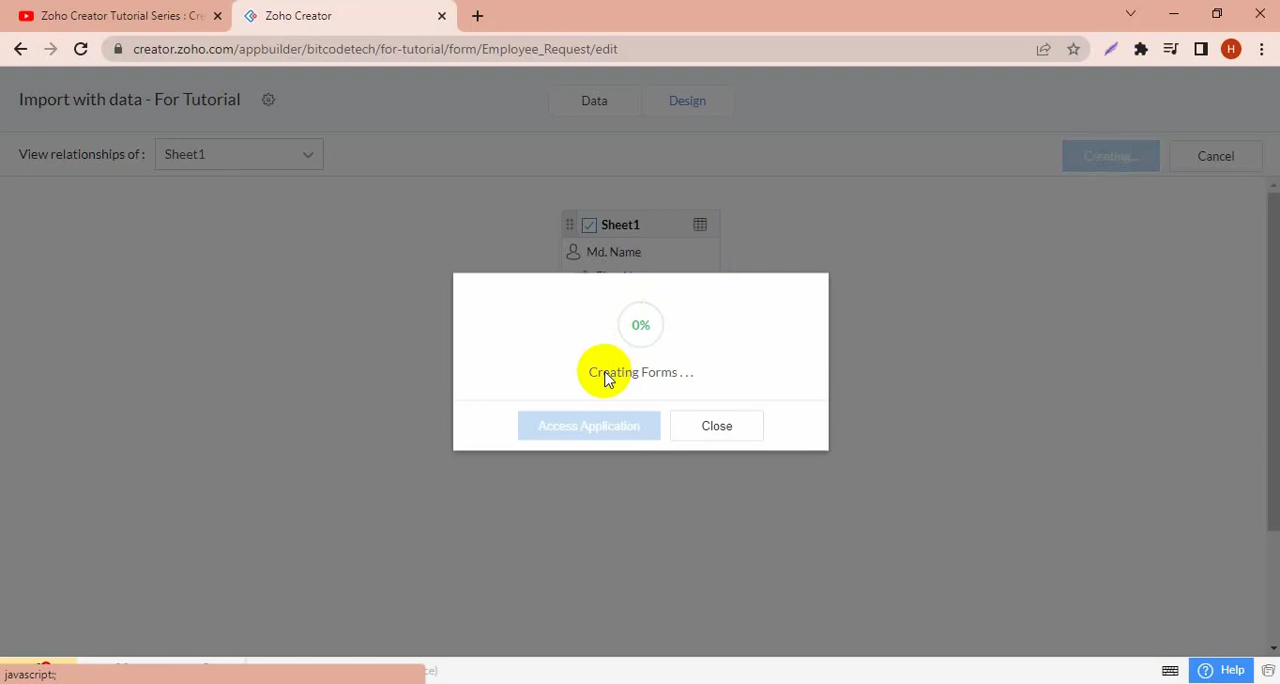 Zoho Creator Tutorial Series : Cre
Zoho Creator
creator.zoho.com/appbuilder/bitcodetech/for-tutorial/form/Employee_Request/edit
H
Import with data - For Tutorial
Data
Design
View relationships of :
Sheet1
Creating...
Cancel
Sheet1
Md. Name
0%
Creating Forms . . .
Access Application
Close
javascript:;
ce)
Help